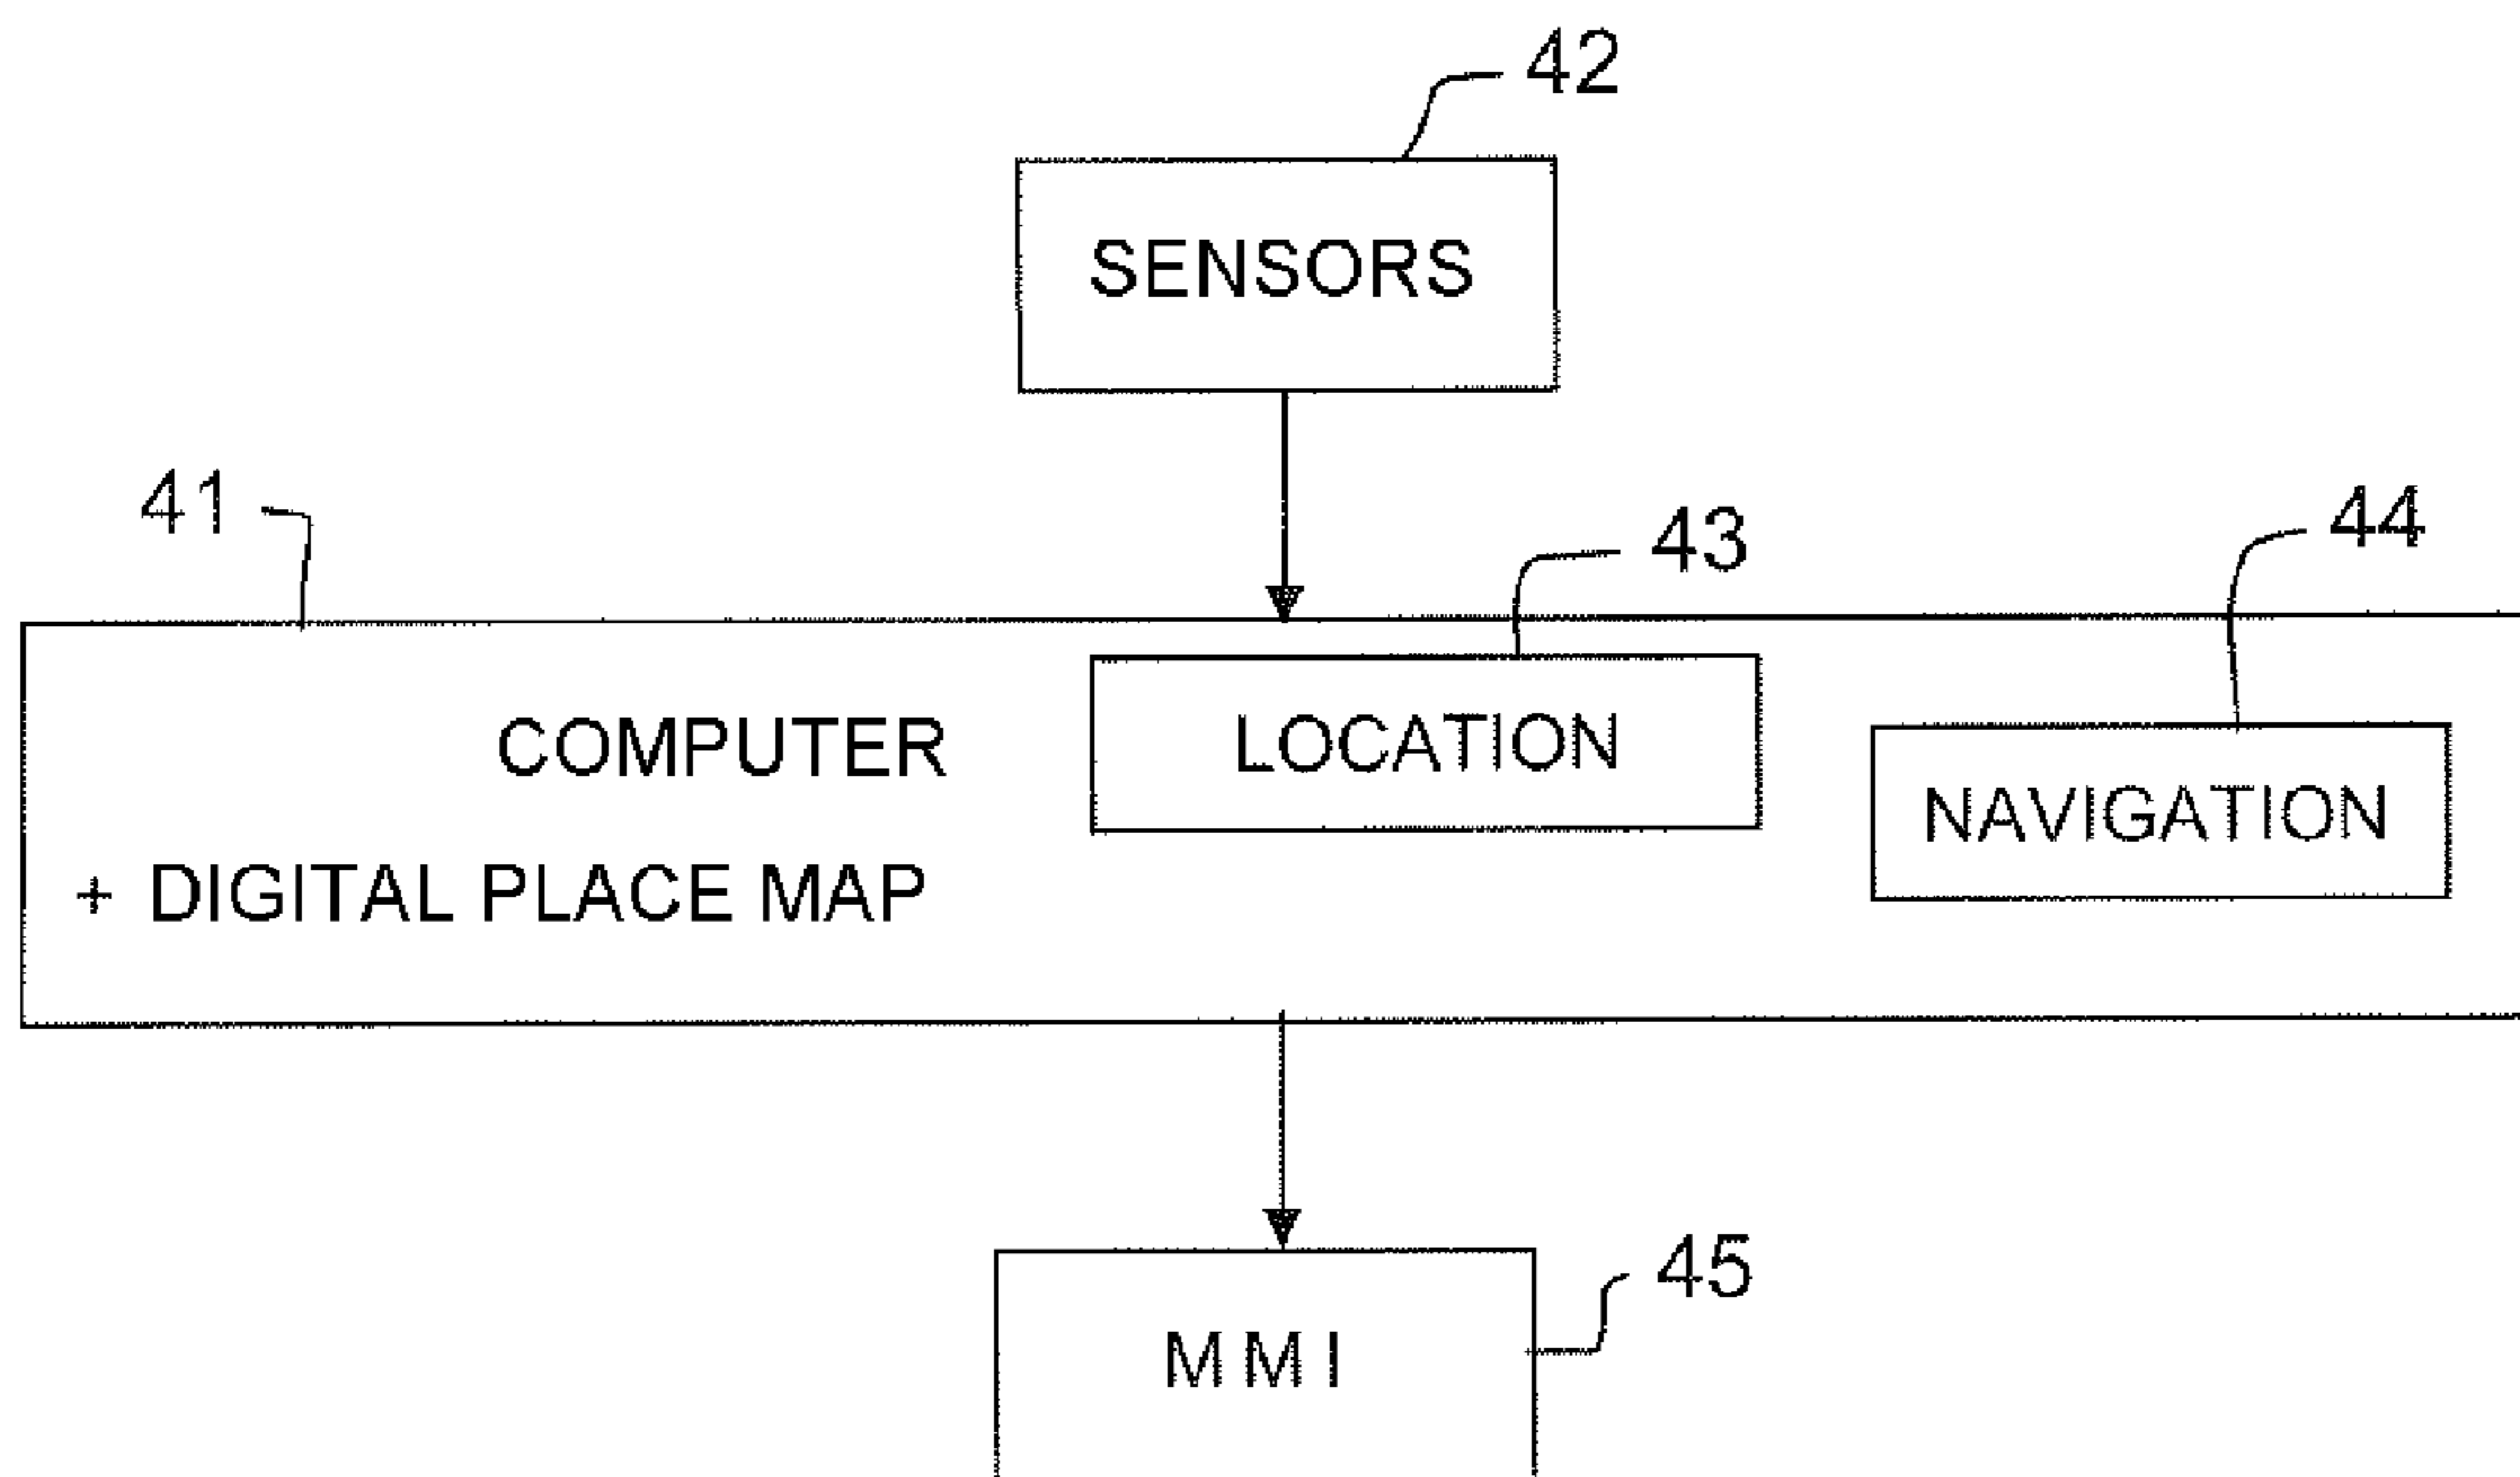 42
SENSORS
41
43
44
COMPUTER
LOCATION
NAVIGATION
+ DIGITAL PLACE MAP
45
MMI